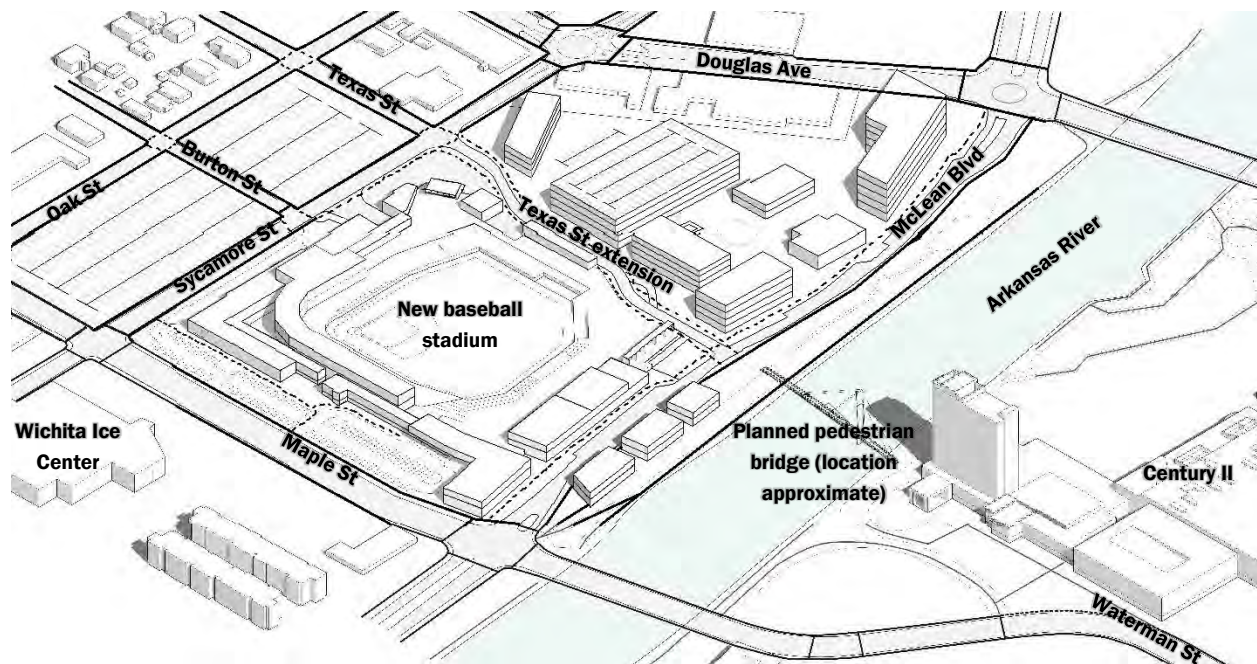 Douglas Ave
Texas St
Burton St
Oak St
McLean Blvd
Sycamore St
Texas St extension
Arkansas River
New baseball
stadium
Wichita Ice
Center
Maple St
Planned pedestrian
bridge (location
approximate)
Century II
Waterman St